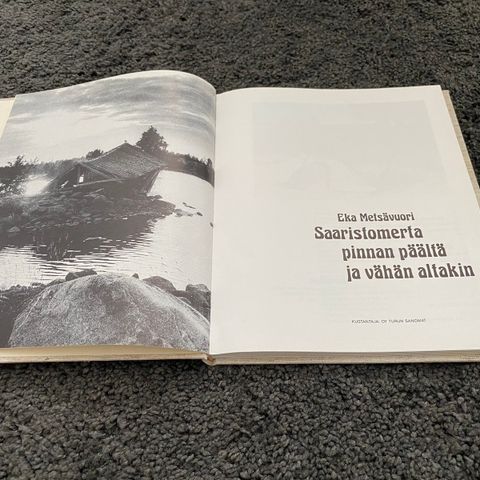 Eka Metsävuori
Saaristomerta
pinnan päältä
ja vähän altakin
KUSTANTAJA: OY TURUN SANOMAT